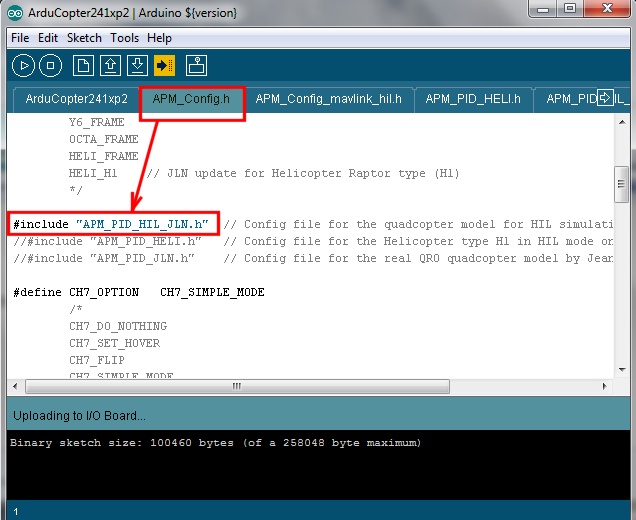 ArduCopter241xp2 | Arduino ${version}
File Edit Sketch Tools Help
ArduCopter241xp2 APM_Config.h APM_Config_mavlink_hil.h APM_PID_HELI.h APM_PID HIL_
Y6_FRAME
OCTA_FRAME
HELI_FRAME
HELI_H1 // JLN update for Helicopter Raptor type (H1)
*/
#include "APM_PID_HIL_JLN.h" // Config file for the quadcopter model for HIL simulati
//#include "APM_PID_HELI.h" // Config file for the Helicopter type H1 in HIL mode on
//#include "APM_PID_JLN.h" // Config file for the real QRO quadcopter model by Jean
#define CH7_OPTION CH7_SIMPLE_MODE
/*
CH7_DO_NOTHING
CH7_SET_HOVER
CH7_FLIP
CH7_SIMPLE_MODE
Uploading to I/O Board...
Binary sketch size: 100460 bytes (of a 258048 byte maximum)
1